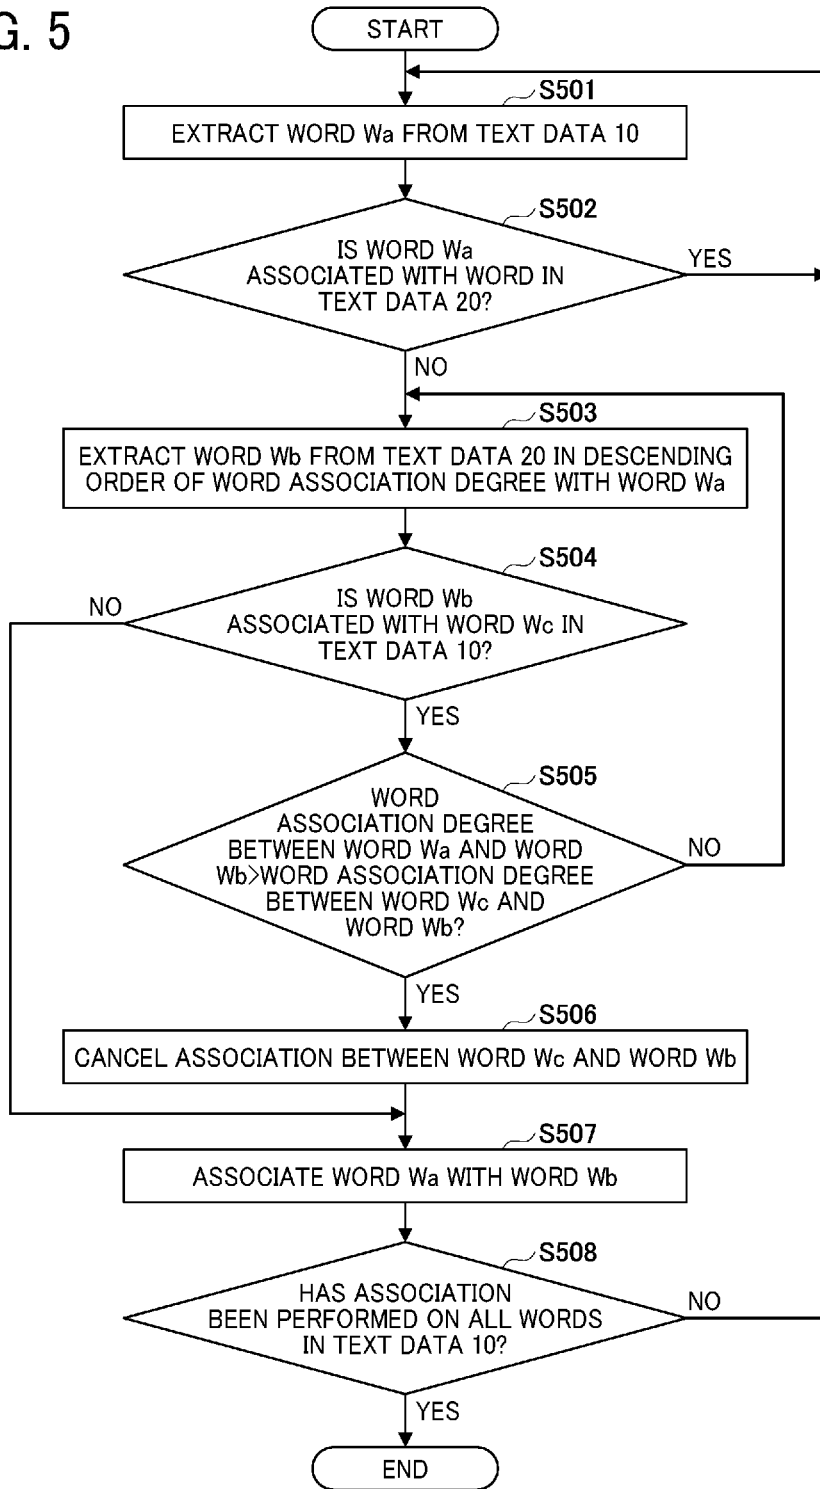 G. 5
START
S501
EXTRACT WORD Wa FROM TEXT DATA 10
S502
IS WORD Wa
ASSOCIATED WITH WORD IN
TEXT DATA 20?
YES
NO
S503
EXTRACT WORD Wb FROM TEXT DATA 20 IN DESCENDING
ORDER OF WORD ASSOCIATION DEGREE WITH WORD Wa
S504
IS WORD Wb
ASSOCIATED WITH WORD Wc IN
TEXT DATA 10?
NO
YES
S505
WORD
ASSOCIATION DEGREE
BETWEEN WORD Wa AND WORD
Wb>WORD ASSOCIATION DEGREE
BETWEEN WORD Wc AND
WORD Wb?
NO
YES
S506
CANCEL ASSOCIATION BETWEEN WORD Wc AND WORD Wb
S507
ASSOCIATE WORD Wa WITH WORD Wb
S508
HAS ASSOCIATION
BEEN PERFORMED ON ALL WORDS
IN TEXT DATA 10?
NO
YES
END